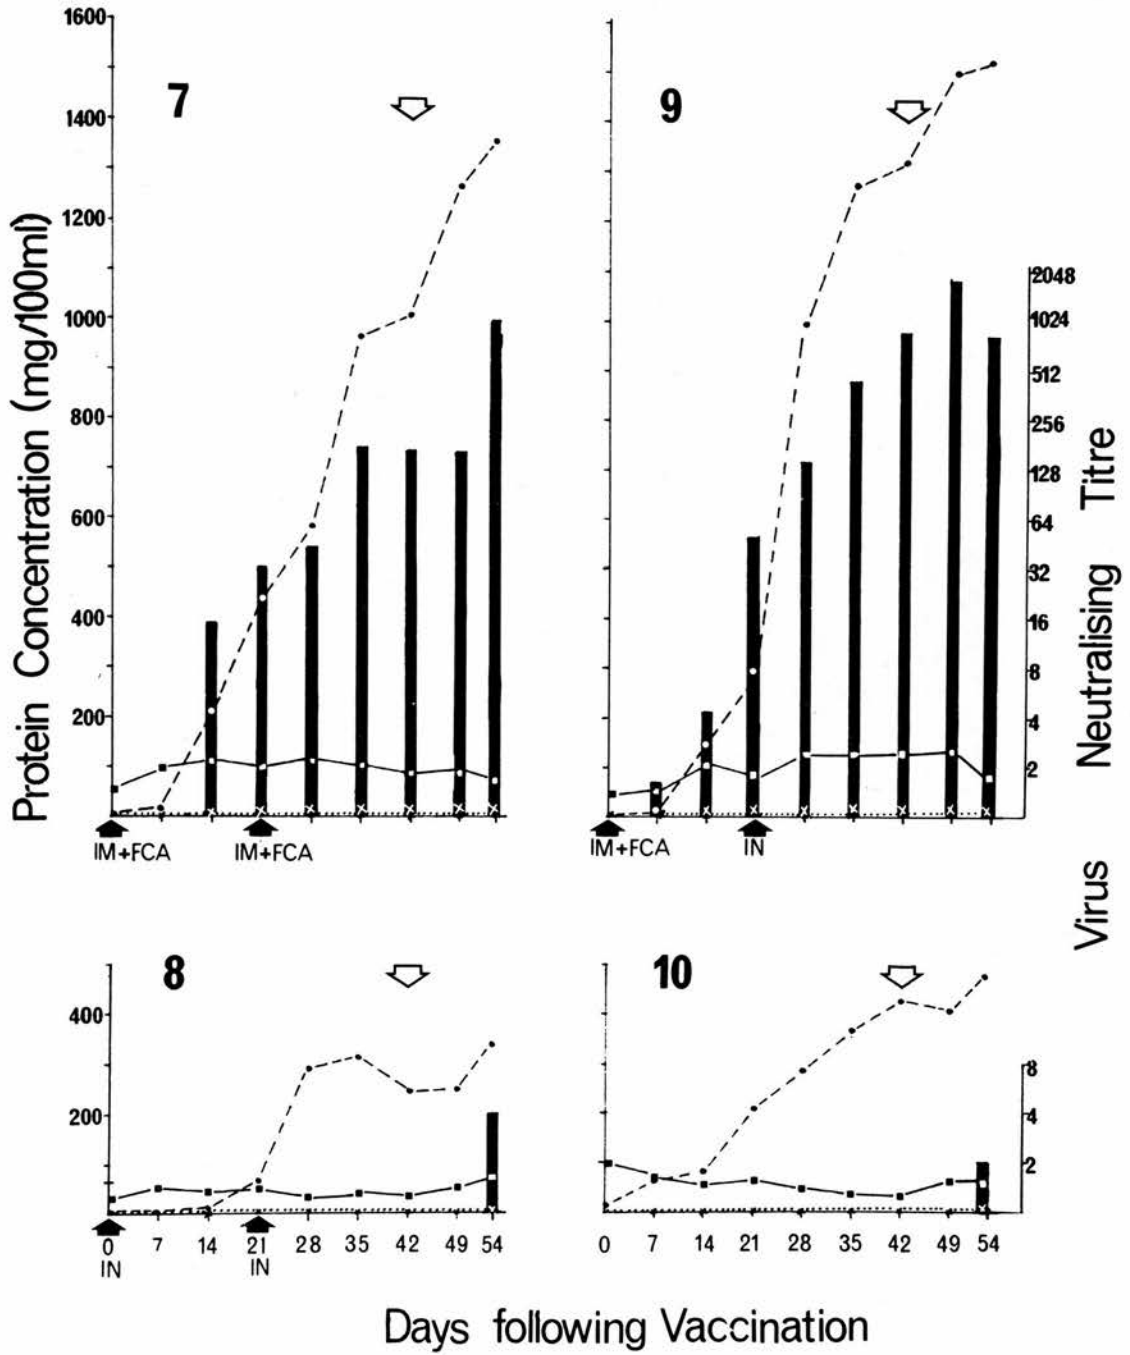 1600
1400
1200
1000
800
600
400
200
7
9
2048
1024
512
256
128
64
32
16
8
4
2
Protein Concentration (mg/100ml)
Virus Neutralising Titre
IM+FCA
IM+FCA
IM+FCA
IN
8
10
400
200
8
4
2
0 7 14 21 28 35 42 49 54
IN IN
0 7 14 21 28 35 42 49 54
Days following Vaccination